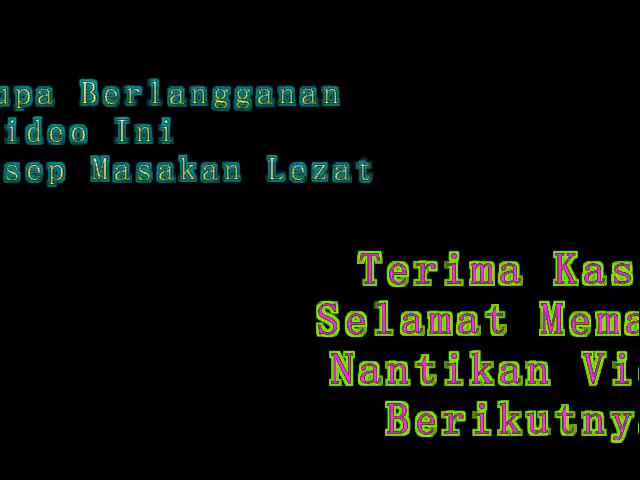 upa Berlangganan
ideo Ini
sep Masakan Lezat
Terima Kas
Selamat Mema
Nantikan Vi
Berikutny